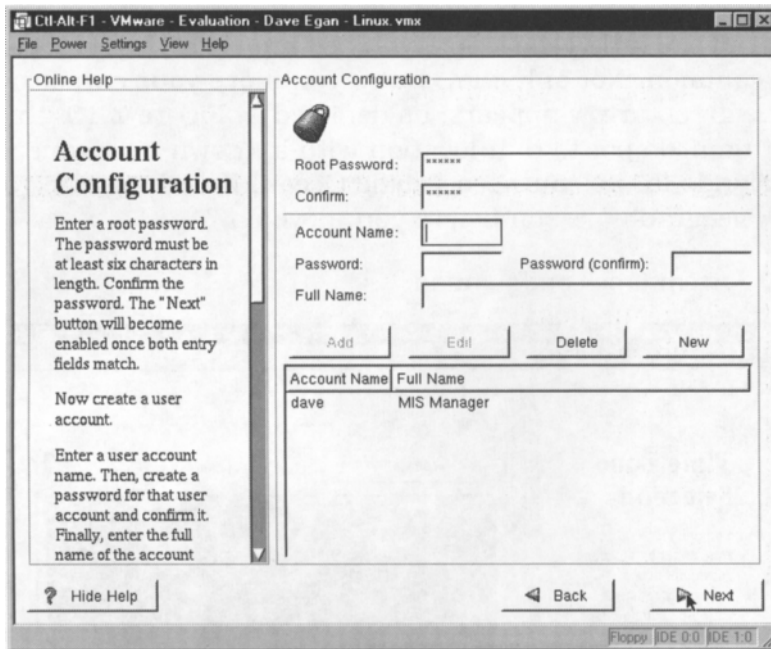 Ctl-Alt-F1 - VMware - Evaluation - Dave Egan - Linux.vmx
File Power Settings View Help
Online Help
Account
Configuration
Enter a root password.
The password must be
at least six characters in
length. Confirm the
password. The "Next"
button will become
enabled once both entry
fields match.
Now create a user
account.
Enter a user account
name. Then, create a
password for that user
account and confirm it.
Finally, enter the full
name of the account
Account Configuration
Root Password: ******
Confirm: ******
Account Name:
Password: Password (confirm):
Full Name:
Add Edit Delete New
Account Name Full Name
dave MIS Manager
? Hide Help Back Next
Floppy IDE 0:0 IDE 1:0